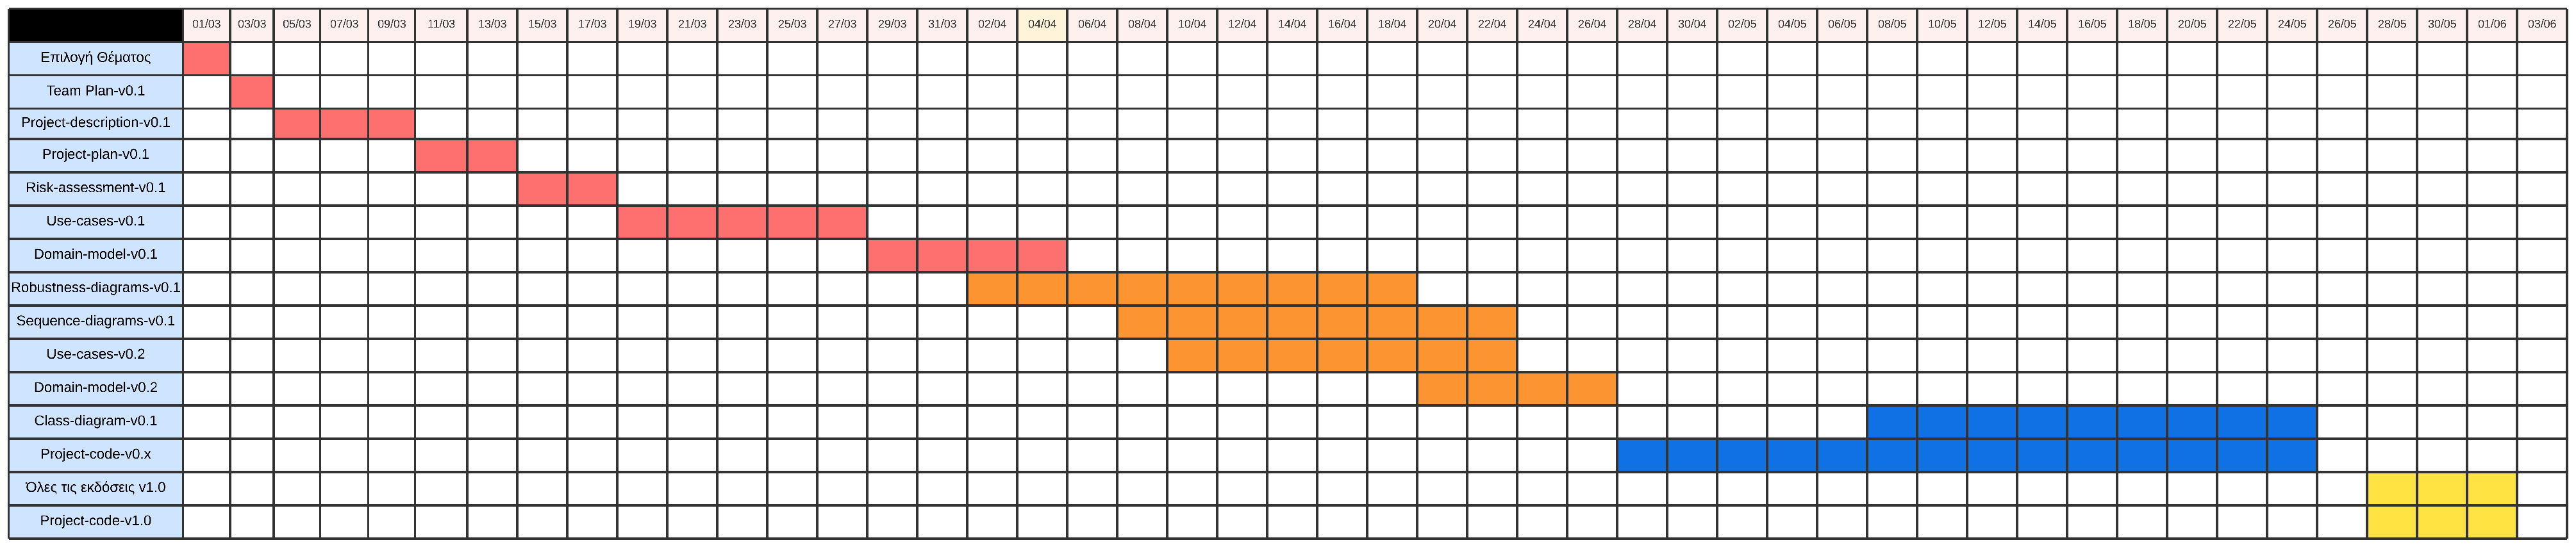 01/03 03/03 05/03 07/03 09/03 11/03 13/03 15/03 17/03 19/03 21/03 23/03 25/03 27/03 29/03 31/03 02/04 04/04 06/04 08/04 10/04 12/04 14/04 16/04 18/04 20/04 22/04 24/04 26/04 28/04 30/04 02/05 04/05 06/05 08/05 10/05 12/05 14/05 16/05 18/05 20/05 22/05 24/05 26/05 28/05 30/05 01/06 03/06
Επιλογή Θέματος
Team Plan-v0.1
Project-description-v0.1
Project-plan-v0.1
Risk-assessment-v0.1
Use-cases-v0.1
Domain-model-v0.1
Robustness-diagrams-v0.1
Sequence-diagrams-v0.1
Use-cases-v0.2
Domain-model-v0.2
Class-diagram-v0.1
Project-code-v0.x
Όλες τις εκδόσεις v1.0
Project-code-v1.0